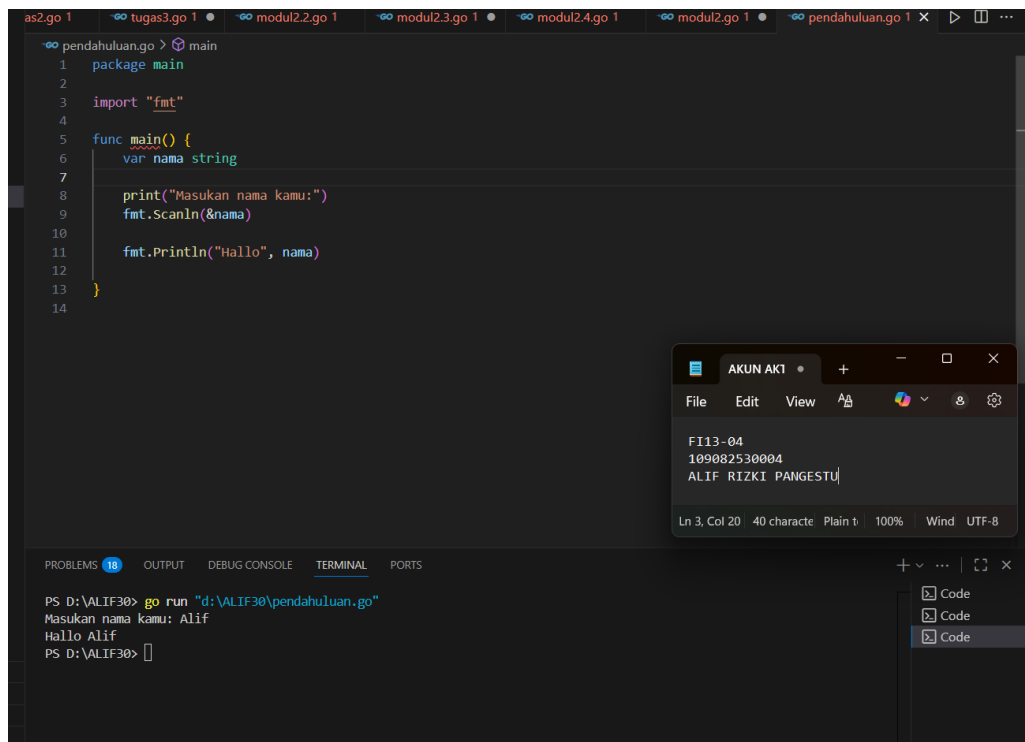 as2.go 1 tugas3.go 1 modul2.2.go 1 modul2.3.go 1 modul2.4.go 1 modul2.go 1 pendahuluan.go 1
pendahuluan.go > main
1 package main
2
3 import "fmt"
4
5 func main() {
6 var nama string
7
8 print("Masukan nama kamu:")
9 fmt.Scanln(&nama)
10
11 fmt.Println("Hallo", nama)
12
13 }
14
AKUN AKT
File Edit View
FI13-04
109082530004
ALIF RIZKI PANGESTU
Ln 3, Col 20 40 characte Plain t 100% Wind UTF-8
PROBLEMS 18 OUTPUT DEBUG CONSOLE TERMINAL PORTS
PS D:\ALIF30> go run "d:\ALIF30\pendahuluan.go"
Masukan nama kamu: Alif
Hallo Alif
PS D:\ALIF30>
Code
Code
Code